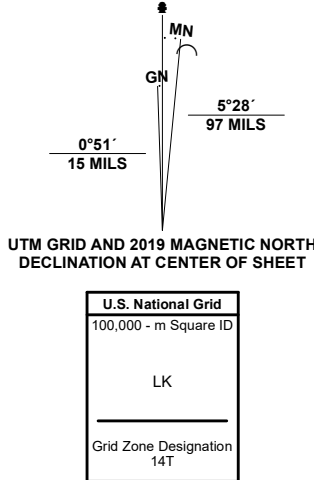 MN
GN
5°28´
97 MILS
0°51´
15 MILS
UTM GRID AND 2019 MAGNETIC NORTH
DECLINATION AT CENTER OF SHEET
U.S. National Grid
100,000 - m Square ID
LK
Grid Zone Designation
14T